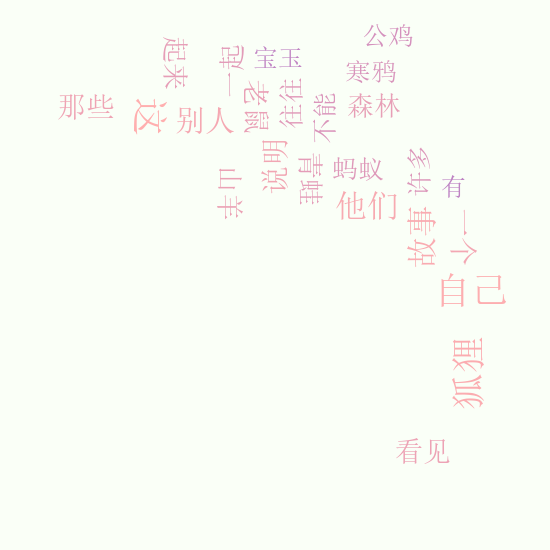 公鸡
起来
一起
宝玉
寒鸦
那些
这
别人
老鼠
往往
不能
森林
说明
青蛙
蚂蚁
许多
有
山羊
他们
故事
一个
自己
狐狸
看见